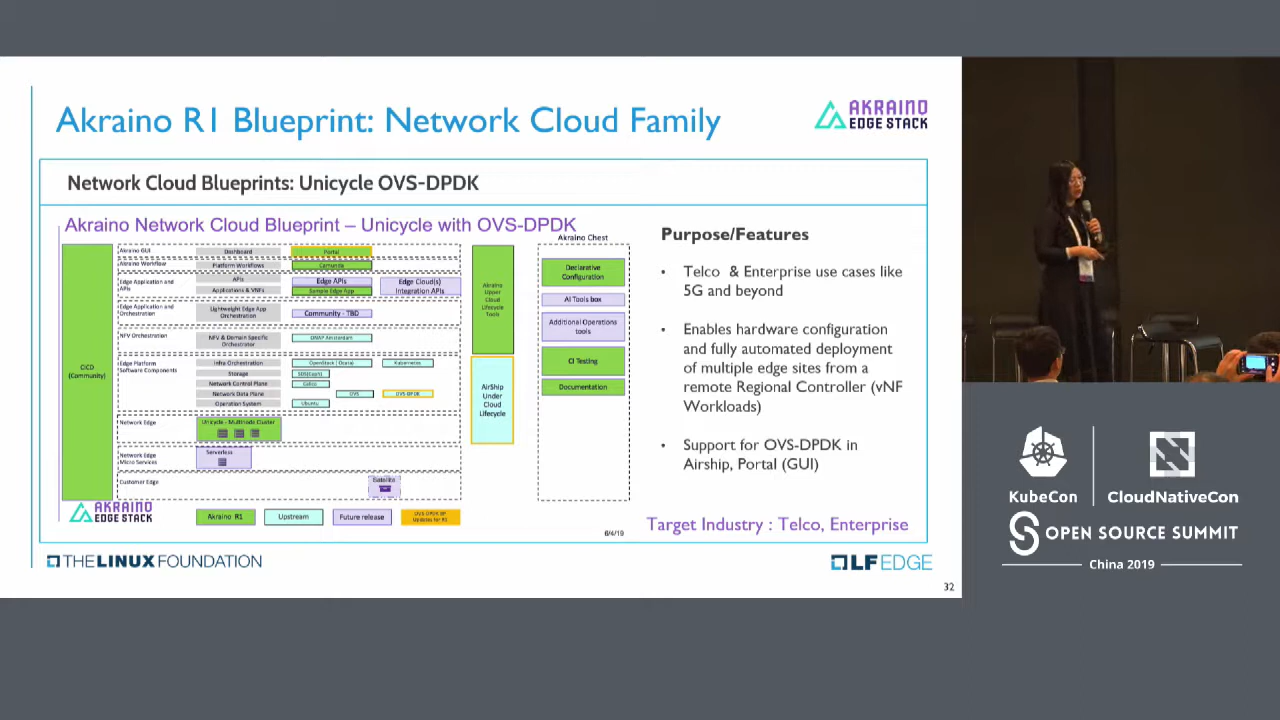 Akraino R1 Blueprint: Network Cloud Family
AKRAINO
EDGE STACK
Network Cloud Blueprints: Unicycle OVS-DPDK
Akraino Network Cloud Blueprint – Unicycle with OVS-DPDK
CICD
(Community)
Akraino GUI
Dashboard
Portal
Akraino Workflow
Platform Workflows
Camunda
Edge Application and
APIs
APIs
Edge APIs
Applications & VNFs
Sample Edge App
Edge Cloud(s)
Integration APIs
Edge Application and
Orchestration
Lightweight Edge App
Orchestration
Community - TBD
NFV Orchestration
NFV & Domain Specific
Orchestrator
ONAP Amsterdam
Edge Platform
Software Components
Infra Orchestration
OpenStack (Ocata)
Kubernetes
Storage
Network Control Plane
Calico
Network Data Plane
OVS
OVS-DPDK
Operation System
Ubuntu
Network Edge
Unicycle - Multinode Cluster
Network Edge
Micro Services
Serverless
Customer Edge
Satellite
Akraino
Upper
Cloud
Lifecycle
Tools
AirShip
Under
Cloud
Lifecycle
Akraino Chest
Declarative
Configuration
AI Tools box
Additional Operations
tools
CI Testing
Documentation
AKRAINO
EDGE STACK
Akraino R1
Upstream
Future release
OVS DPDK BP
Updates for R1
6/4/19
Purpose/Features
• Telco & Enterprise use cases like
5G and beyond
• Enables hardware configuration
and fully automated deployment
of multiple edge sites from a
remote Regional Controller (vNF
Workloads)
• Support for OVS-DPDK in
Airship, Portal (GUI)
Target Industry : Telco, Enterprise
THE LINUX FOUNDATION
LF EDGE
32
KubeCon
CloudNativeCon
OPEN SOURCE SUMMIT
China 2019